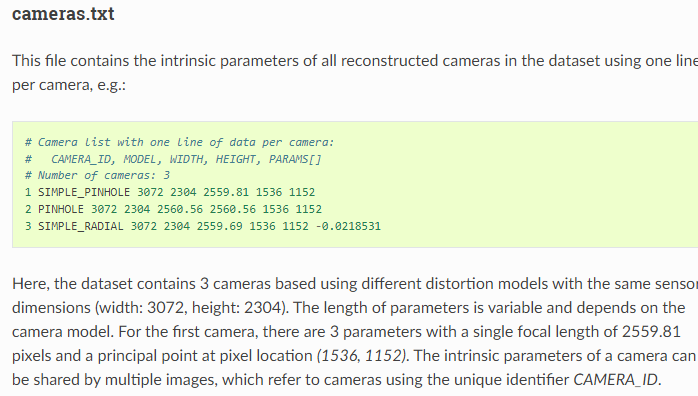 cameras.txt
This file contains the intrinsic parameters of all reconstructed cameras in the dataset using one line
per camera, e.g.:
# Camera list with one line of data per camera:
#   CAMERA_ID, MODEL, WIDTH, HEIGHT, PARAMS[]
# Number of cameras: 3
1 SIMPLE_PINHOLE 3072 2304 2559.81 1536 1152
2 PINHOLE 3072 2304 2560.56 2560.56 1536 1152
3 SIMPLE_RADIAL 3072 2304 2559.69 1536 1152 -0.0218531
Here, the dataset contains 3 cameras based using different distortion models with the same sensor
dimensions (width: 3072, height: 2304). The length of parameters is variable and depends on the
camera model. For the first camera, there are 3 parameters with a single focal length of 2559.81
pixels and a principal point at pixel location (1536, 1152). The intrinsic parameters of a camera can
be shared by multiple images, which refer to cameras using the unique identifier CAMERA_ID.